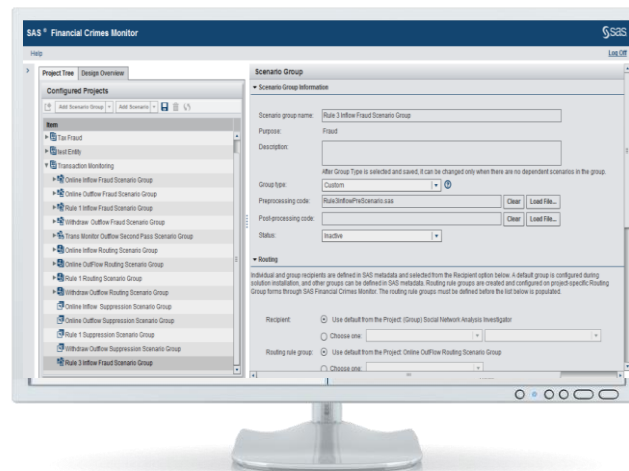 SAS ® Financial Crimes Monitor
sas
Help
Log Off
Project Tree
Design Overview
Configured Projects
Add Scenario Group
Add Scenario
Item
Tax Fraud
test Entity
Transaction Monitoring
Online Inflow Fraud Scenario Group
Online Outflow Fraud Scenario Group
Rule 1 Inflow Fraud Scenario Group
Withdraw Outflow Fraud Scenario Group
Trans Monitor Outflow Second Pass Scenario Group
Online Inflow Routing Scenario Group
Online OutFlow Routing Scenario Group
Rule 1 Routing Scenario Group
Withdraw Outflow Routing Scenario Group
Online Inflow Suppression Scenario Group
Online Outflow Suppression Scenario Group
Rule 1 Suppression Scenario Group
Withdraw Outflow Suppression Scenario Group
Rule 3 Inflow Fraud Scenario Group
Scenario Group
Scenario Group Information
Scenario group name: Rule 3 Inflow Fraud Scenario Group
Purpose: Fraud
Description:
After Group Type is selected and saved, it can be changed only when there are no dependent scenarios in the group.
Group type: Custom
Preprocessing code: Rule3InflowPreScenario.sas Clear Load File...
Post-processing code: Clear Load File...
Status: Inactive
Routing
Individual and group recipients are defined in SAS metadata and selected from the Recipient option below. A default group is configured during
solution installation, and other groups can be defined in SAS metadata. Routing rule groups are created and configured on project-specific Routing
Group forms through SAS Financial Crimes Monitor. The routing rule groups must be defined before the list below is populated.
Recipient: Use default from the Project: (Group) Social Network Analysis Investigator
Choose one:
Routing rule group: Use default from the Project: Online OutFlow Routing Scenario Group
Choose one: